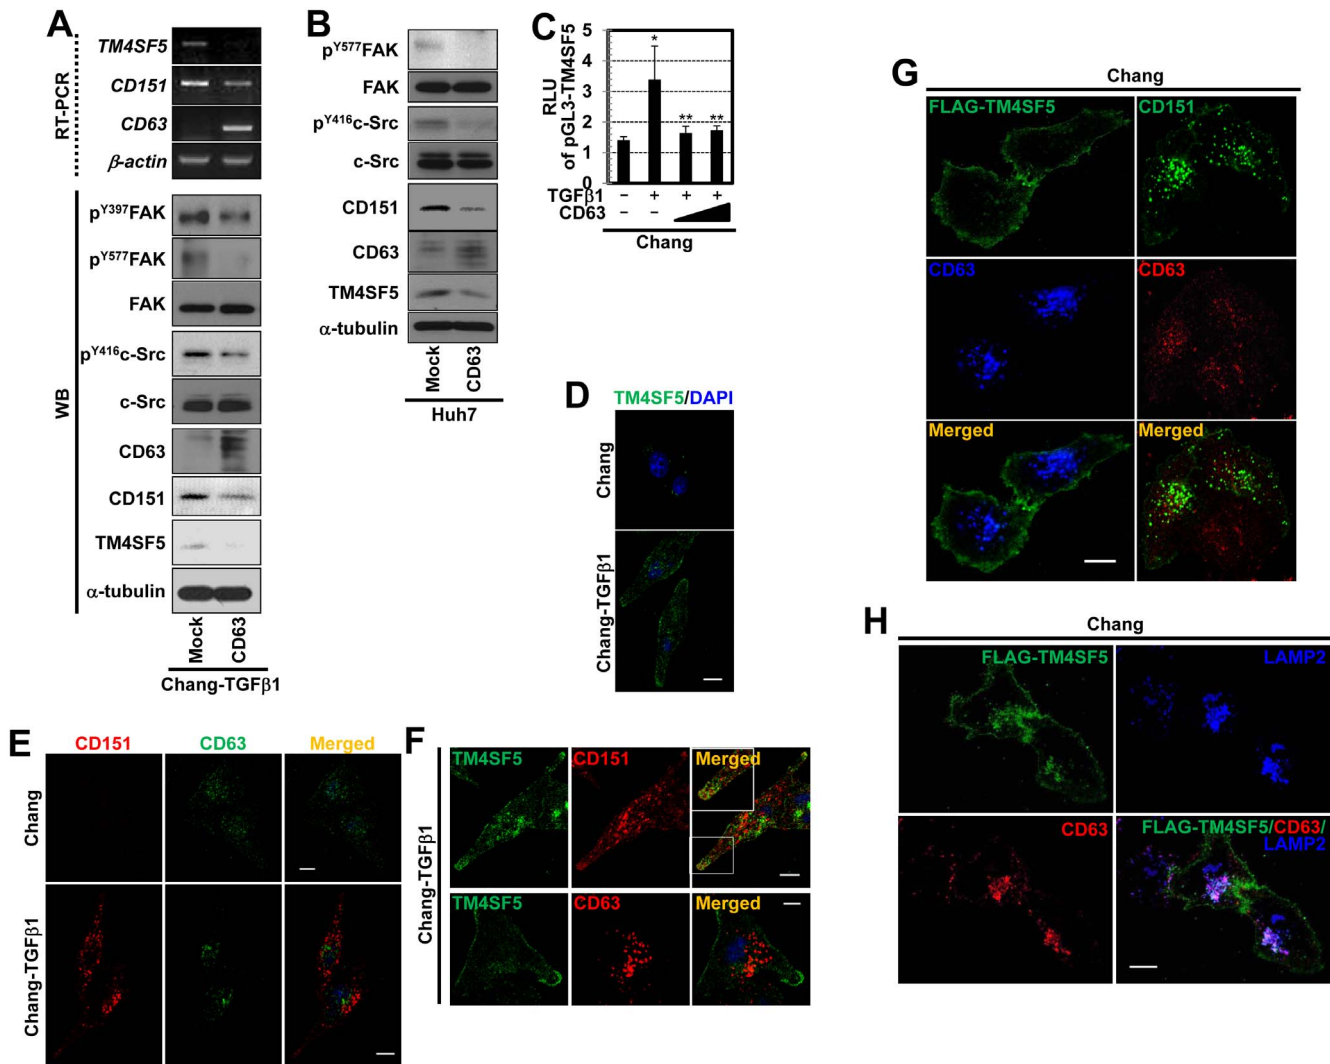 A
RT-PCR
TM4SF5
CD151
CD63
β-actin
WB
pY397FAK
pY577FAK
FAK
pY416c-Src
c-Src
CD63
CD151
TM4SF5
α-tubulin
Mock
CD63
Chang-TGFβ1
B
pY577FAK
FAK
pY416c-Src
c-Src
CD151
CD63
TM4SF5
α-tubulin
Mock
CD63
Huh7
C
RLU
of pGL3-TM4SF5
5
4
3
2
1
0
*
**
**
TGFβ1 − + + +
CD63 − −
Chang
D
TM4SF5/DAPI
Chang
Chang-TGFβ1
E
CD151 CD63 Merged
Chang
Chang-TGFβ1
F
Chang-TGFβ1
TM4SF5 CD151 Merged
TM4SF5 CD63 Merged
G
Chang
FLAG-TM4SF5 CD151
CD63 CD63
Merged Merged
H
Chang
FLAG-TM4SF5 LAMP2
CD63 FLAG-TM4SF5/CD63/
LAMP2